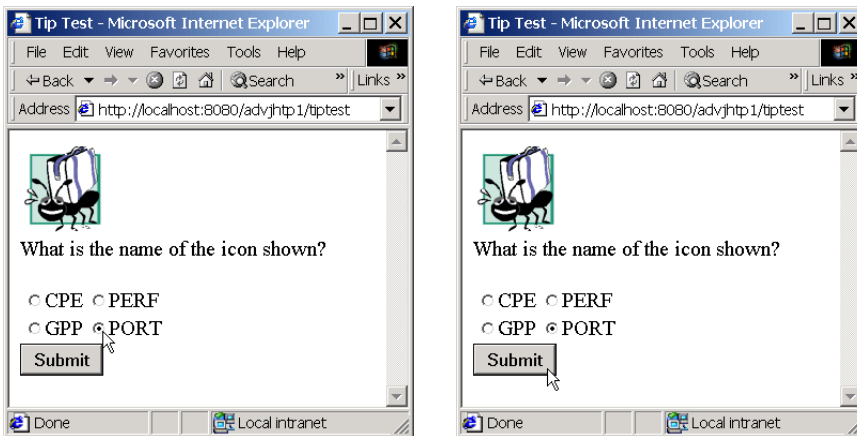 Tip Test - Microsoft Internet Explorer
File Edit View Favorites Tools Help
Back Search » Links »
Address http://localhost:8080/advjhtp1/tiptest
What is the name of the icon shown?
CPE PERF
GPP PORT
Submit
Done Local intranet
Tip Test - Microsoft Internet Explorer
File Edit View Favorites Tools Help
Back Search » Links »
Address http://localhost:8080/advjhtp1/tiptest
What is the name of the icon shown?
CPE PERF
GPP PORT
Submit
Done Local intranet